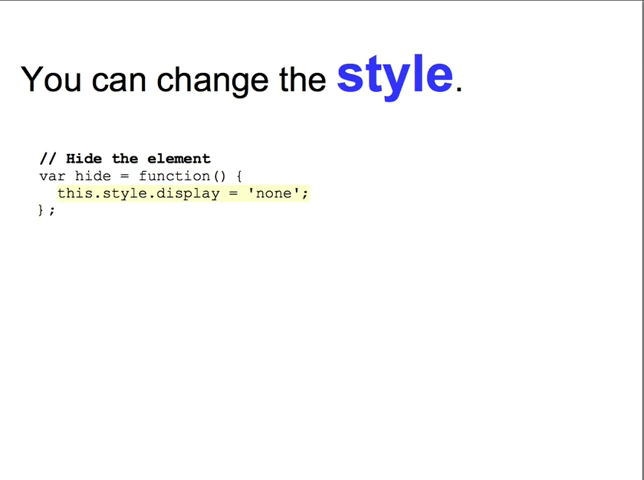 You can change the style.
// Hide the element
var hide = function() {
this.style.display = 'none';
};